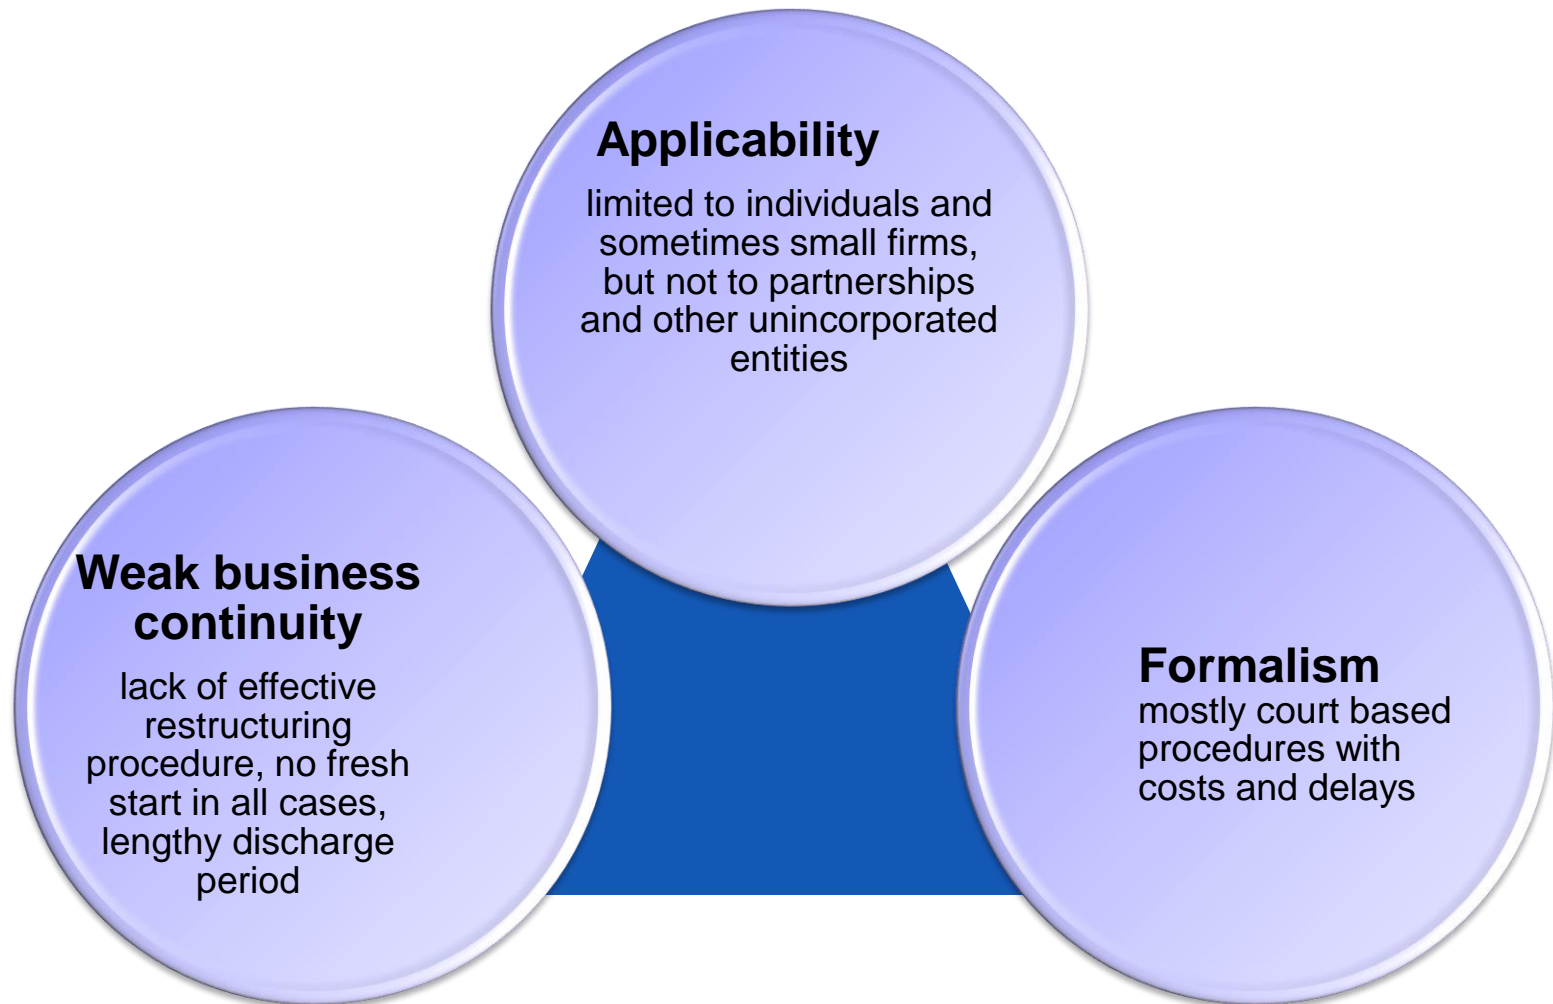 Applicability
limited to individuals and
sometimes small firms,
but not to partnerships
and other unincorporated
entities
Weak business
continuity
lack of effective
restructuring
procedure, no fresh
start in all cases,
lengthy discharge
period
Formalism
mostly court based
procedures with
costs and delays